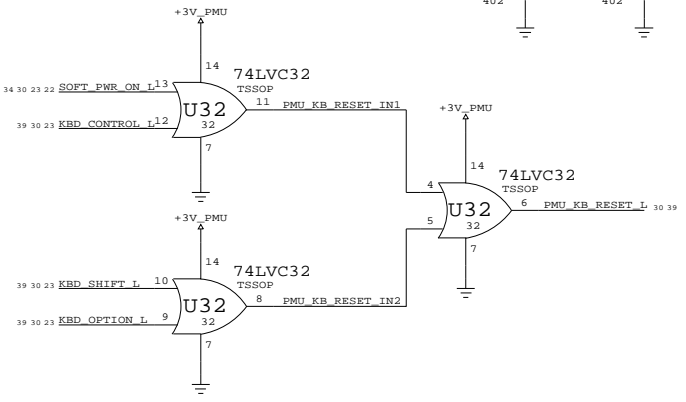 402 402
+3V_PMU
14
74LVC32
TSSOP
34 30 23 22 SOFT_PWR_ON_L 13
U32
32
11 PMU_KB_RESET_IN1
39 30 23 KBD_CONTROL_L 12
7
+3V_PMU
14
74LVC32
TSSOP
4
U32
32
6 PMU_KB_RESET_L 30 39
5
7
+3V_PMU
14
74LVC32
TSSOP
39 30 23 KBD_SHIFT_L 10
U32
32
8 PMU_KB_RESET_IN2
39 30 23 KBD_OPTION_L 9
7